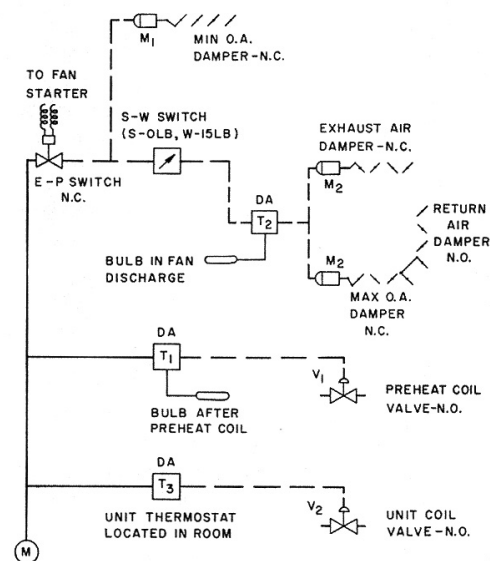 M1
MIN O.A.
DAMPER-N.C.
TO FAN
STARTER
S-W SWITCH
(S-0LB, W-15LB)
E-P SWITCH
N.C.
EXHAUST AIR
DAMPER-N.C.
M2
DA
T2
BULB IN FAN
DISCHARGE
RETURN
AIR
DAMPER
N.O.
M2
MAX O.A.
DAMPER
N.C.
DA
T1
BULB AFTER
PREHEAT COIL
V1
PREHEAT COIL
VALVE-N.O.
DA
T3
UNIT THERMOSTAT
LOCATED IN ROOM
V2
UNIT COIL
VALVE-N.O.
M